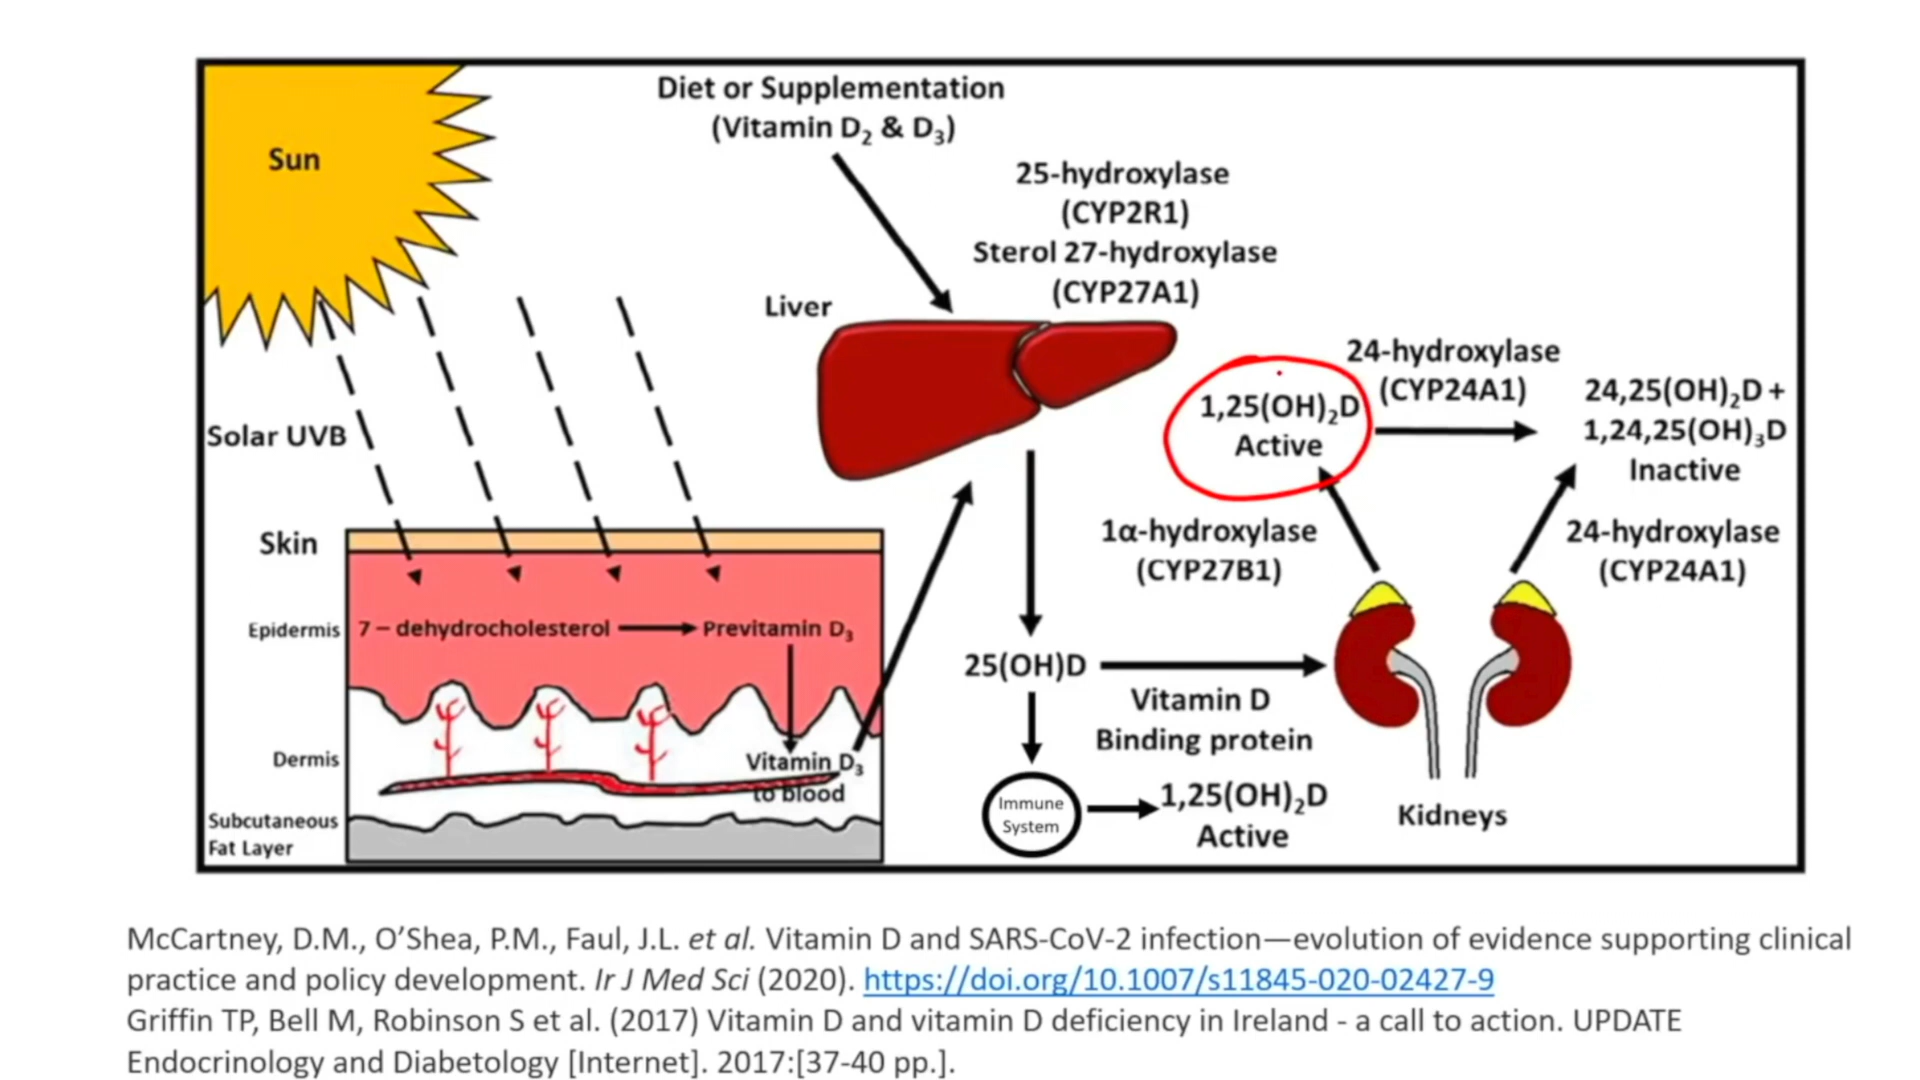 Diet or Supplementation
(Vitamin D₂ & D₃)
Sun
25-hydroxylase
(CYP2R1)
Sterol 27-hydroxylase
(CYP27A1)
Liver
24-hydroxylase
(CYP24A1)
1,25(OH)₂D
Active
24,25(OH)₂D +
1,24,25(OH)₃D
Inactive
Solar UVB
Skin
1α-hydroxylase
(CYP27B1)
24-hydroxylase
(CYP24A1)
Epidermis
7 – dehydrocholesterol
Previtamin D₃
25(OH)D
Vitamin D
Binding protein
Dermis
Vitamin D₃
to blood
Immune
System
1,25(OH)₂D
Active
Kidneys
Subcutaneous
Fat Layer
McCartney, D.M., O’Shea, P.M., Faul, J.L. et al. Vitamin D and SARS-CoV-2 infection—evolution of evidence supporting clinical
practice and policy development. Ir J Med Sci (2020). https://doi.org/10.1007/s11845-020-02427-9
Griffin TP, Bell M, Robinson S et al. (2017) Vitamin D and vitamin D deficiency in Ireland - a call to action. UPDATE
Endocrinology and Diabetology [Internet]. 2017:[37-40 pp.].